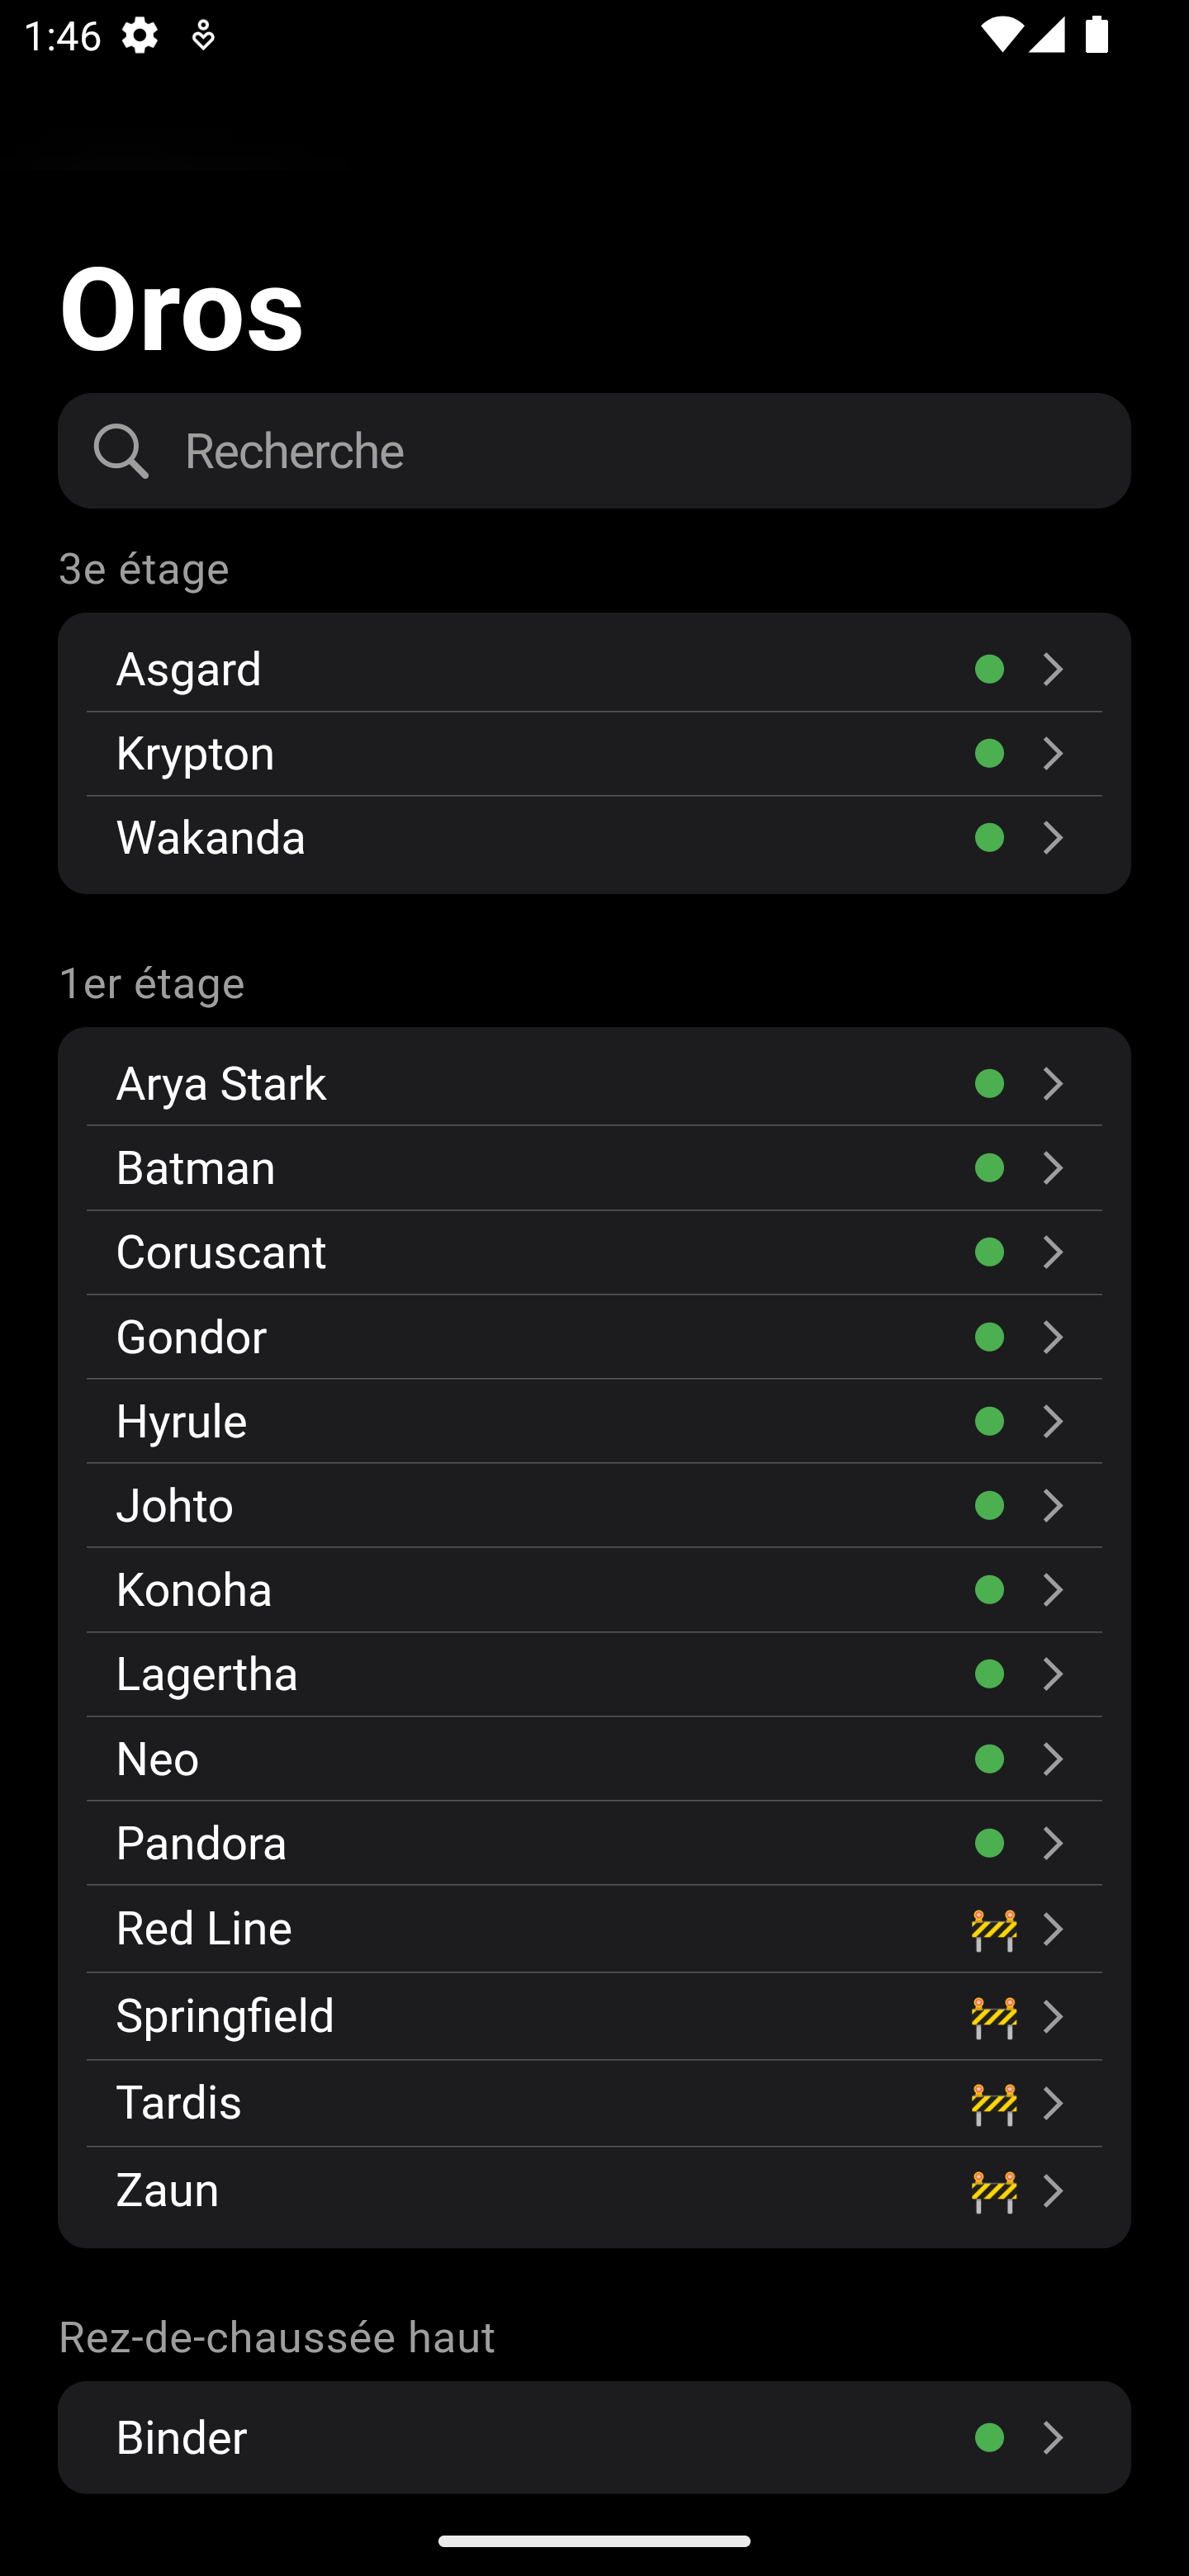 1:46
Oros
Recherche
3e étage
Asgard
Krypton
Wakanda
1er étage
Arya Stark
Batman
Coruscant
Gondor
Hyrule
Johto
Konoha
Lagertha
Neo
Pandora
Red Line
Springfield
Tardis
Zaun
Rez-de-chaussée haut
Binder